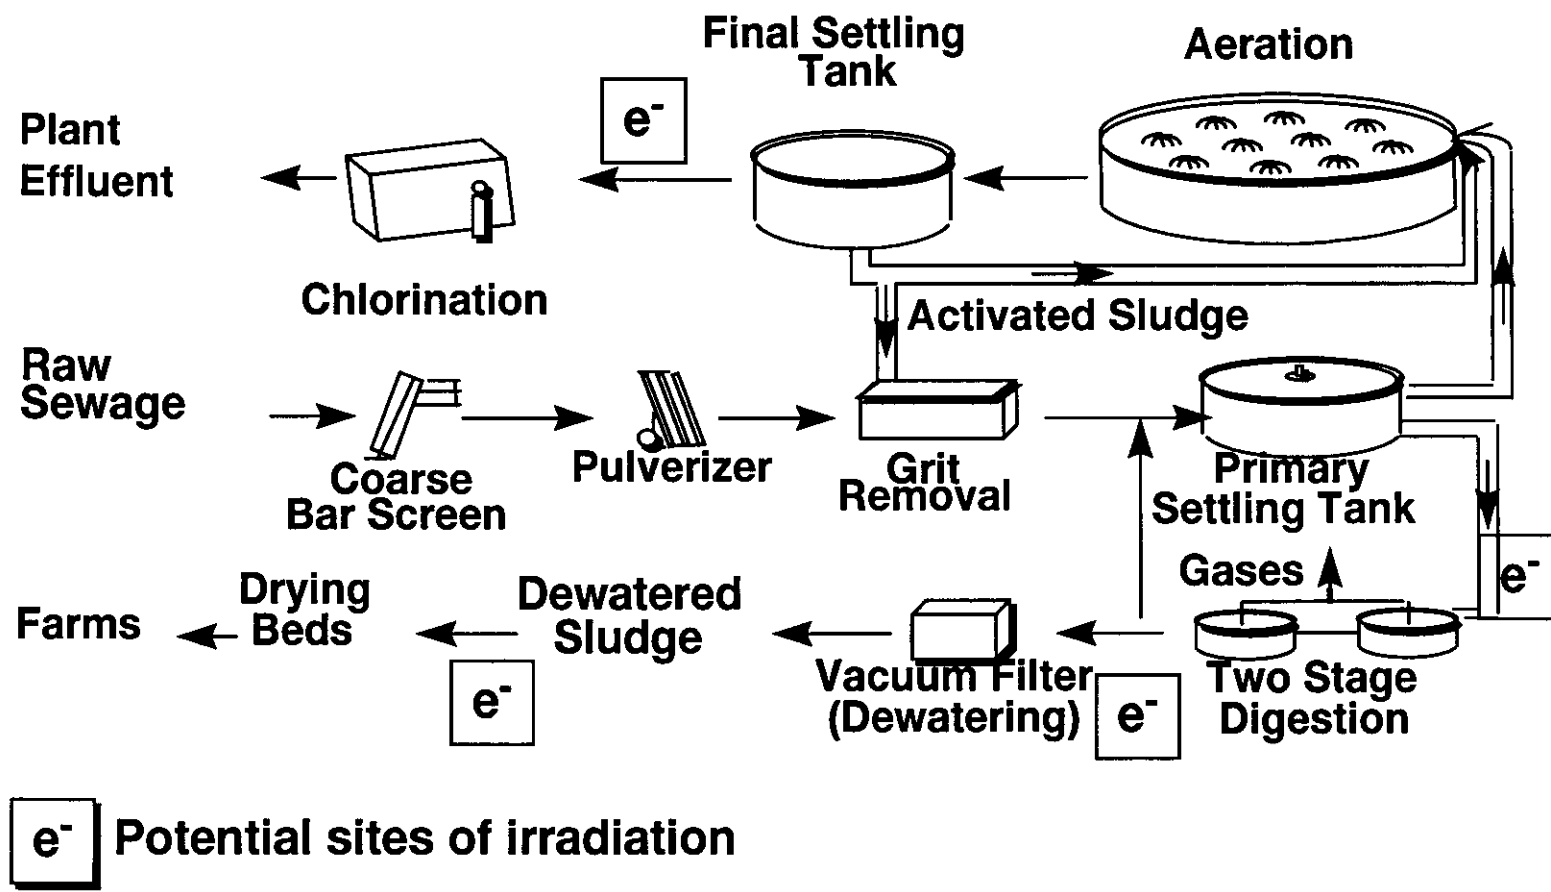 Final Settling
Tank
Aeration
e-
Plant
Effluent
Chlorination
Activated Sludge
Raw
Sewage
Coarse
Bar Screen
Pulverizer
Grit
Removal
Primary
Settling Tank
Gases
e-
Farms
Drying
Beds
Dewatered
Sludge
e-
Vacuum Filter
(Dewatering)
e-
Two Stage
Digestion
e- Potential sites of irradiation